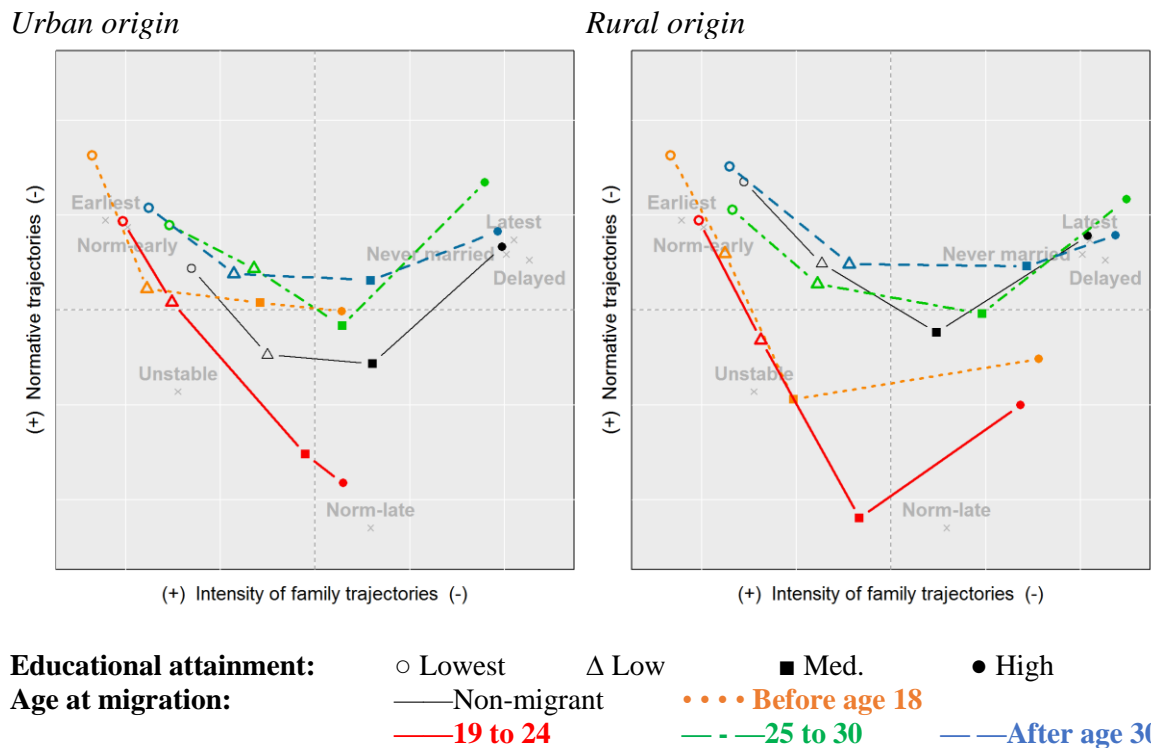 Urban origin
Rural origin
(+) Normative trajectories (-)
Earliest
Norm-early
Latest
Never married
Delayed
Unstable
Norm-late
(+) Intensity of family trajectories (-)
(+) Normative trajectories (-)
Earliest
Norm-early
Latest
Never married
Delayed
Unstable
Norm-late
(+) Intensity of family trajectories (-)
Educational attainment: Lowest Low Med. High
Age at migration: Non-migrant Before age 18
19 to 24 25 to 30 After age 30